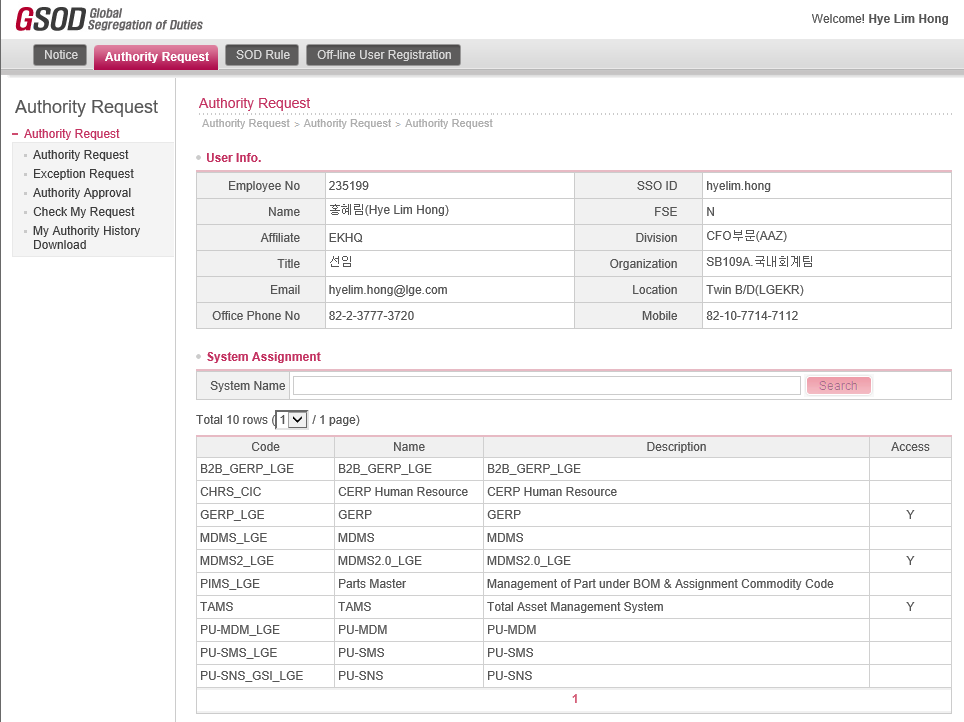 GSOD Global Segregation of Duties
Welcome! Hye Lim Hong
Notice Authority Request SOD Rule Off-line User Registration
Authority Request
− Authority Request
Authority Request
Exception Request
Authority Approval
Check My Request
My Authority History
Download
Authority Request
Authority Request > Authority Request > Authority Request
User Info.
Employee No 235199 SSO ID hyelim.hong
Name 홍혜림(Hye Lim Hong) FSE N
Affiliate EKHQ Division CFO부문(AAZ)
Title 선임 Organization SB109A.국내회계팀
Email hyelim.hong@lge.com Location Twin B/D(LGEKR)
Office Phone No 82-2-3777-3720 Mobile 82-10-7714-7112
System Assignment
System Name Search
Total 10 rows ( 1 / 1 page)
Code Name Description Access
B2B_GERP_LGE B2B_GERP_LGE B2B_GERP_LGE
CHRS_CIC CERP Human Resource CERP Human Resource
GERP_LGE GERP GERP Y
MDMS_LGE MDMS MDMS
MDMS2_LGE MDMS2.0_LGE MDMS2.0_LGE Y
PIMS_LGE Parts Master Management of Part under BOM & Assignment Commodity Code
TAMS TAMS Total Asset Management System Y
PU-MDM_LGE PU-MDM PU-MDM
PU-SMS_LGE PU-SMS PU-SMS
PU-SNS_GSI_LGE PU-SNS PU-SNS
1